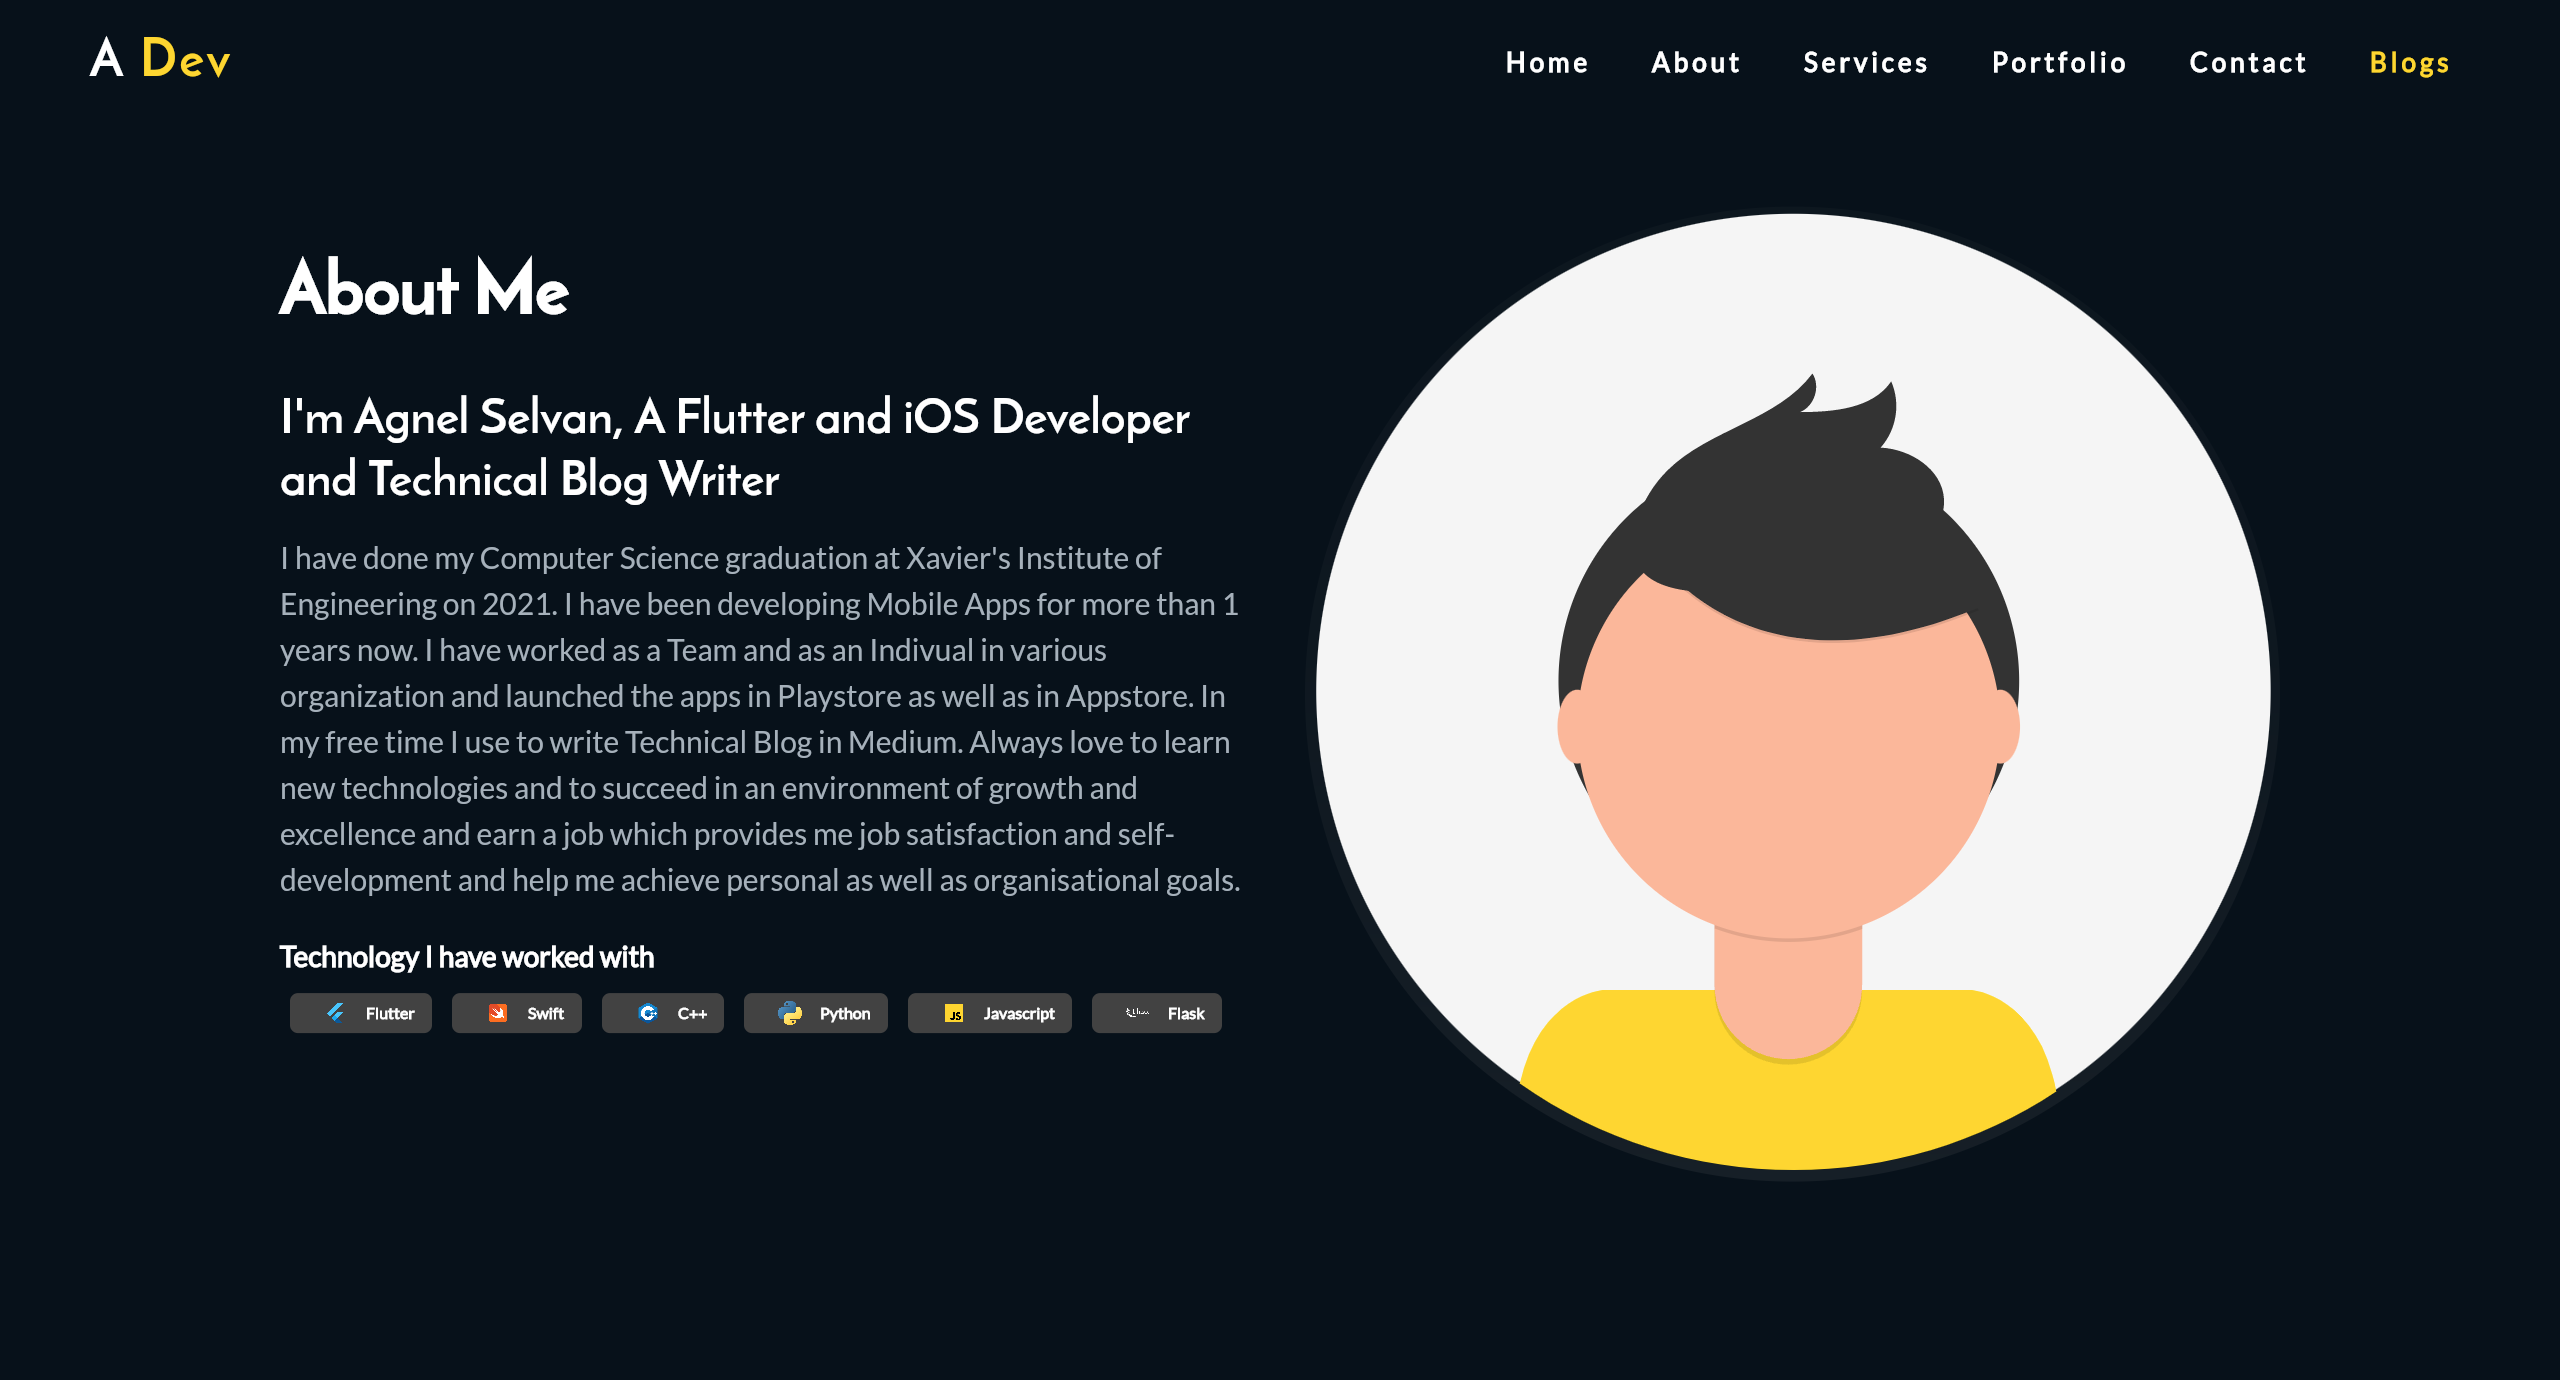 A Dev
Home About Services Portfolio Contact Blogs
About Me
I'm Agnel Selvan, A Flutter and iOS Developer
and Technical Blog Writer
I have done my Computer Science graduation at Xavier's Institute of
Engineering on 2021. I have been developing Mobile Apps for more than 1
years now. I have worked as a Team and as an Indivual in various
organization and launched the apps in Playstore as well as in Appstore. In
my free time I use to write Technical Blog in Medium. Always love to learn
new technologies and to succeed in an environment of growth and
excellence and earn a job which provides me job satisfaction and self-
development and help me achieve personal as well as organisational goals.
Technology I have worked with
Flutter Swift C++ Python JS Javascript Flask